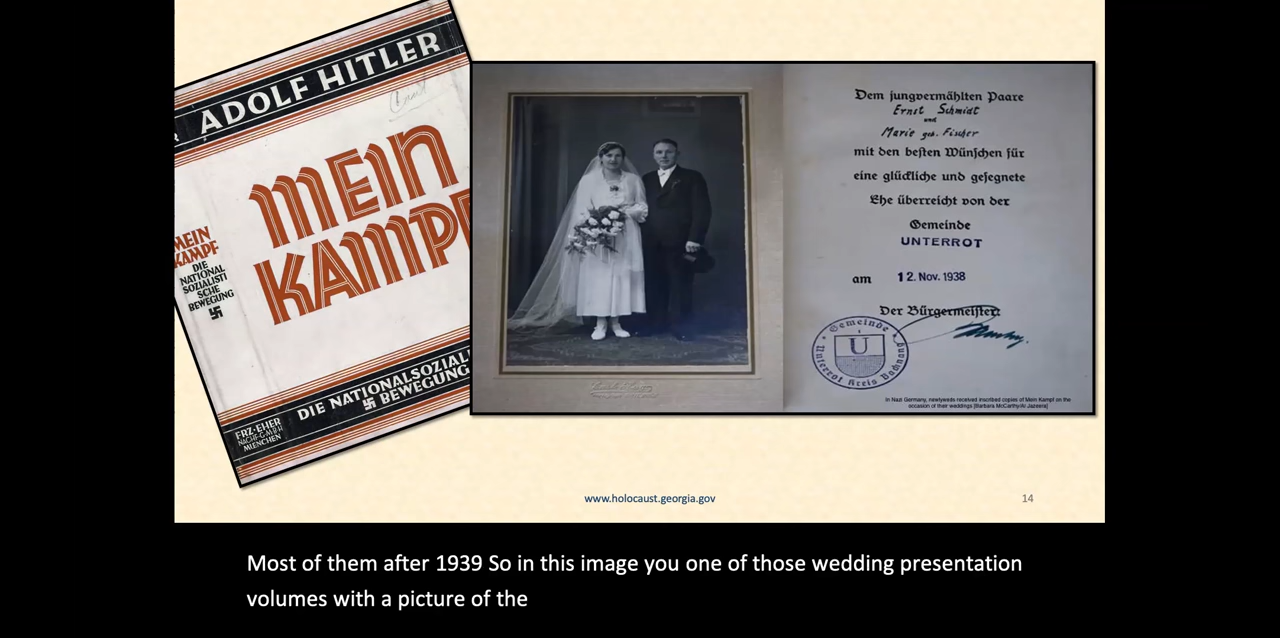 ADOLF HITLER
MEIN
KAMPF
MEIN
KAMPF
DIE
NATIONAL
SOZIALISTI
SCHE
BEWEGUNG
DIE NATIONALSOZIAL
BEWEGUNG
FRZ·EHER
NACHF·G·M·B·H
MUENCHEN
Dem jungvermählten Paare
Ernst Schmidt
und
Marie geb. Fischer
mit den besten Wünschen für
eine glückliche und gesegnete
Ehe überreicht von der
Gemeinde
UNTERROT
am 12. Nov. 1938
Der Bürgermeister:
Gemeinde
U
Unterrot Kreis Backnang
In Nazi Germany, newlyweds received inscribed copies of Mein Kampf on the
occasion of their weddings [Barbara McCarthy/Al Jazeera]
www.holocaust.georgia.gov
14
Most of them after 1939 So in this image you one of those wedding presentation
volumes with a picture of the